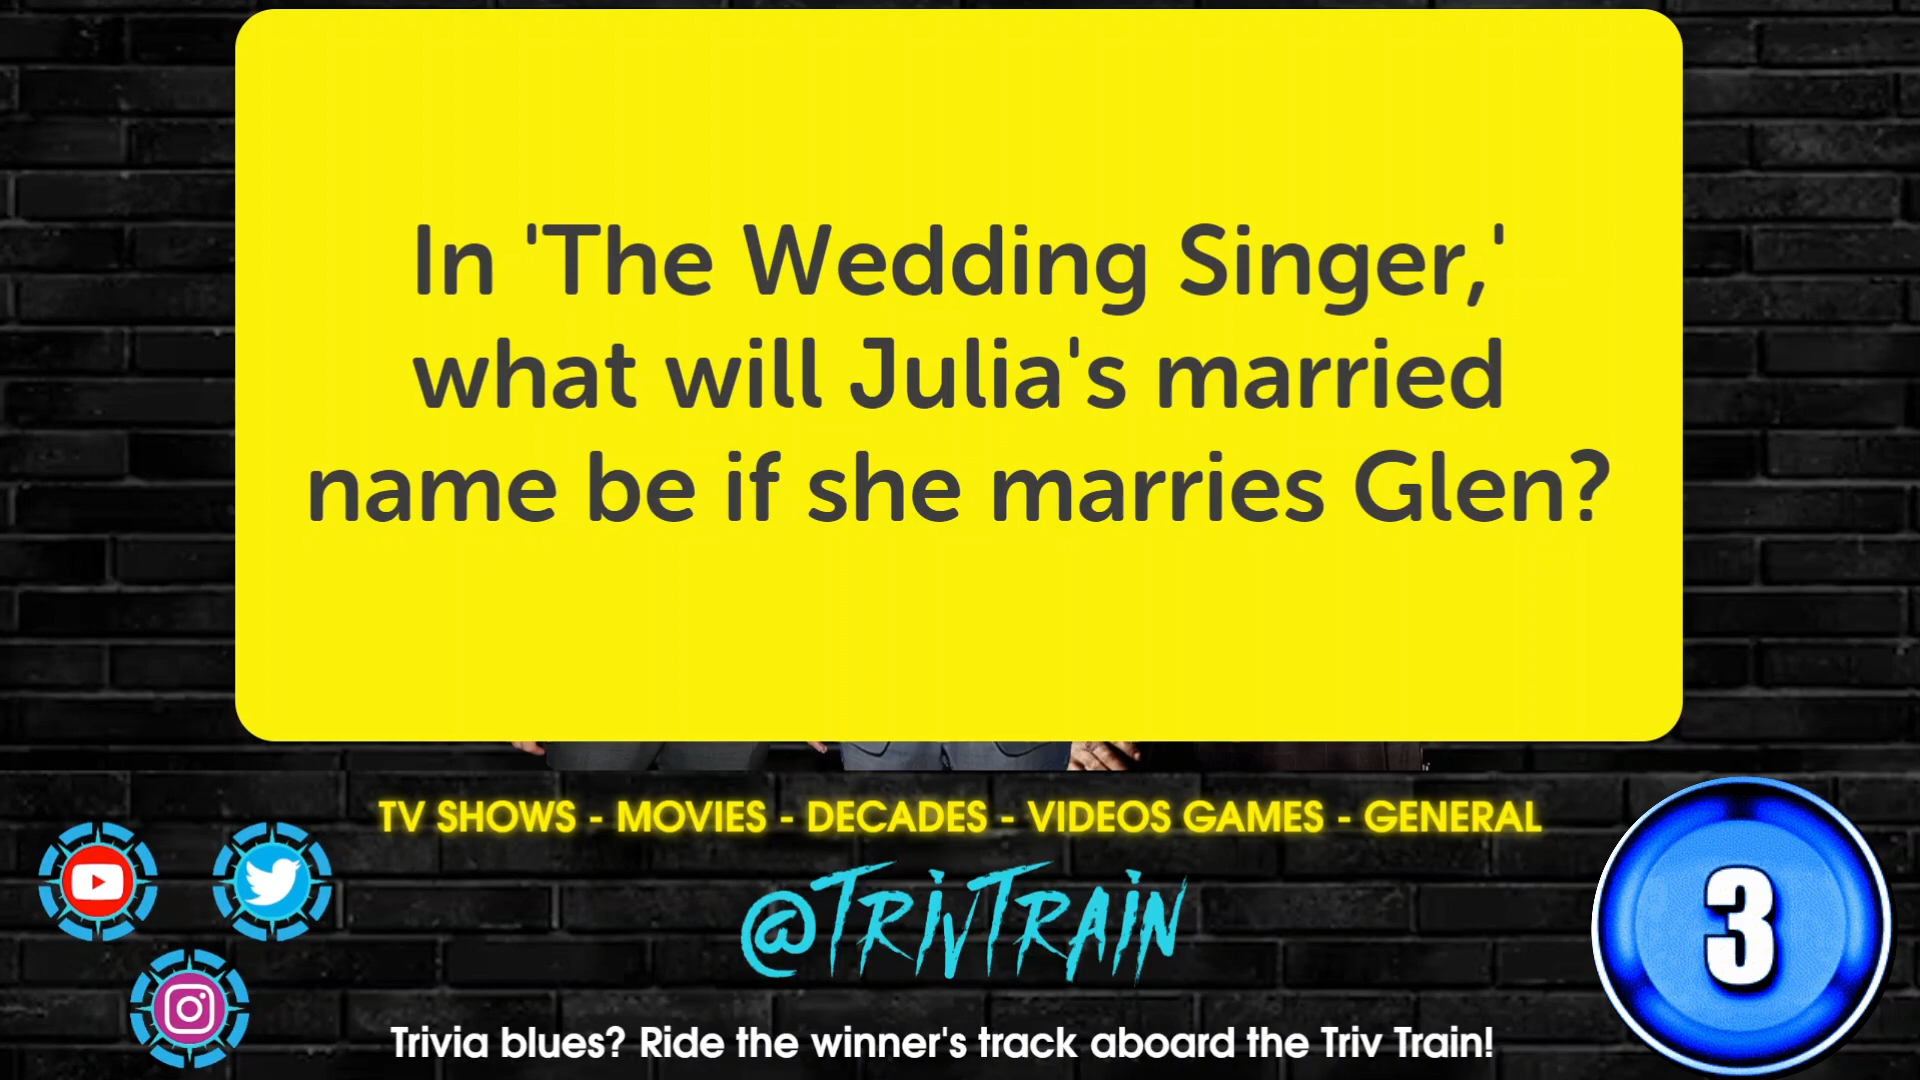 In 'The Wedding Singer,'
what will Julia's married
name be if she marries Glen?
TV SHOWS - MOVIES - DECADES - VIDEOS GAMES - GENERAL
@TRIVTRAIN
3
Trivia blues? Ride the winner's track aboard the Triv Train!